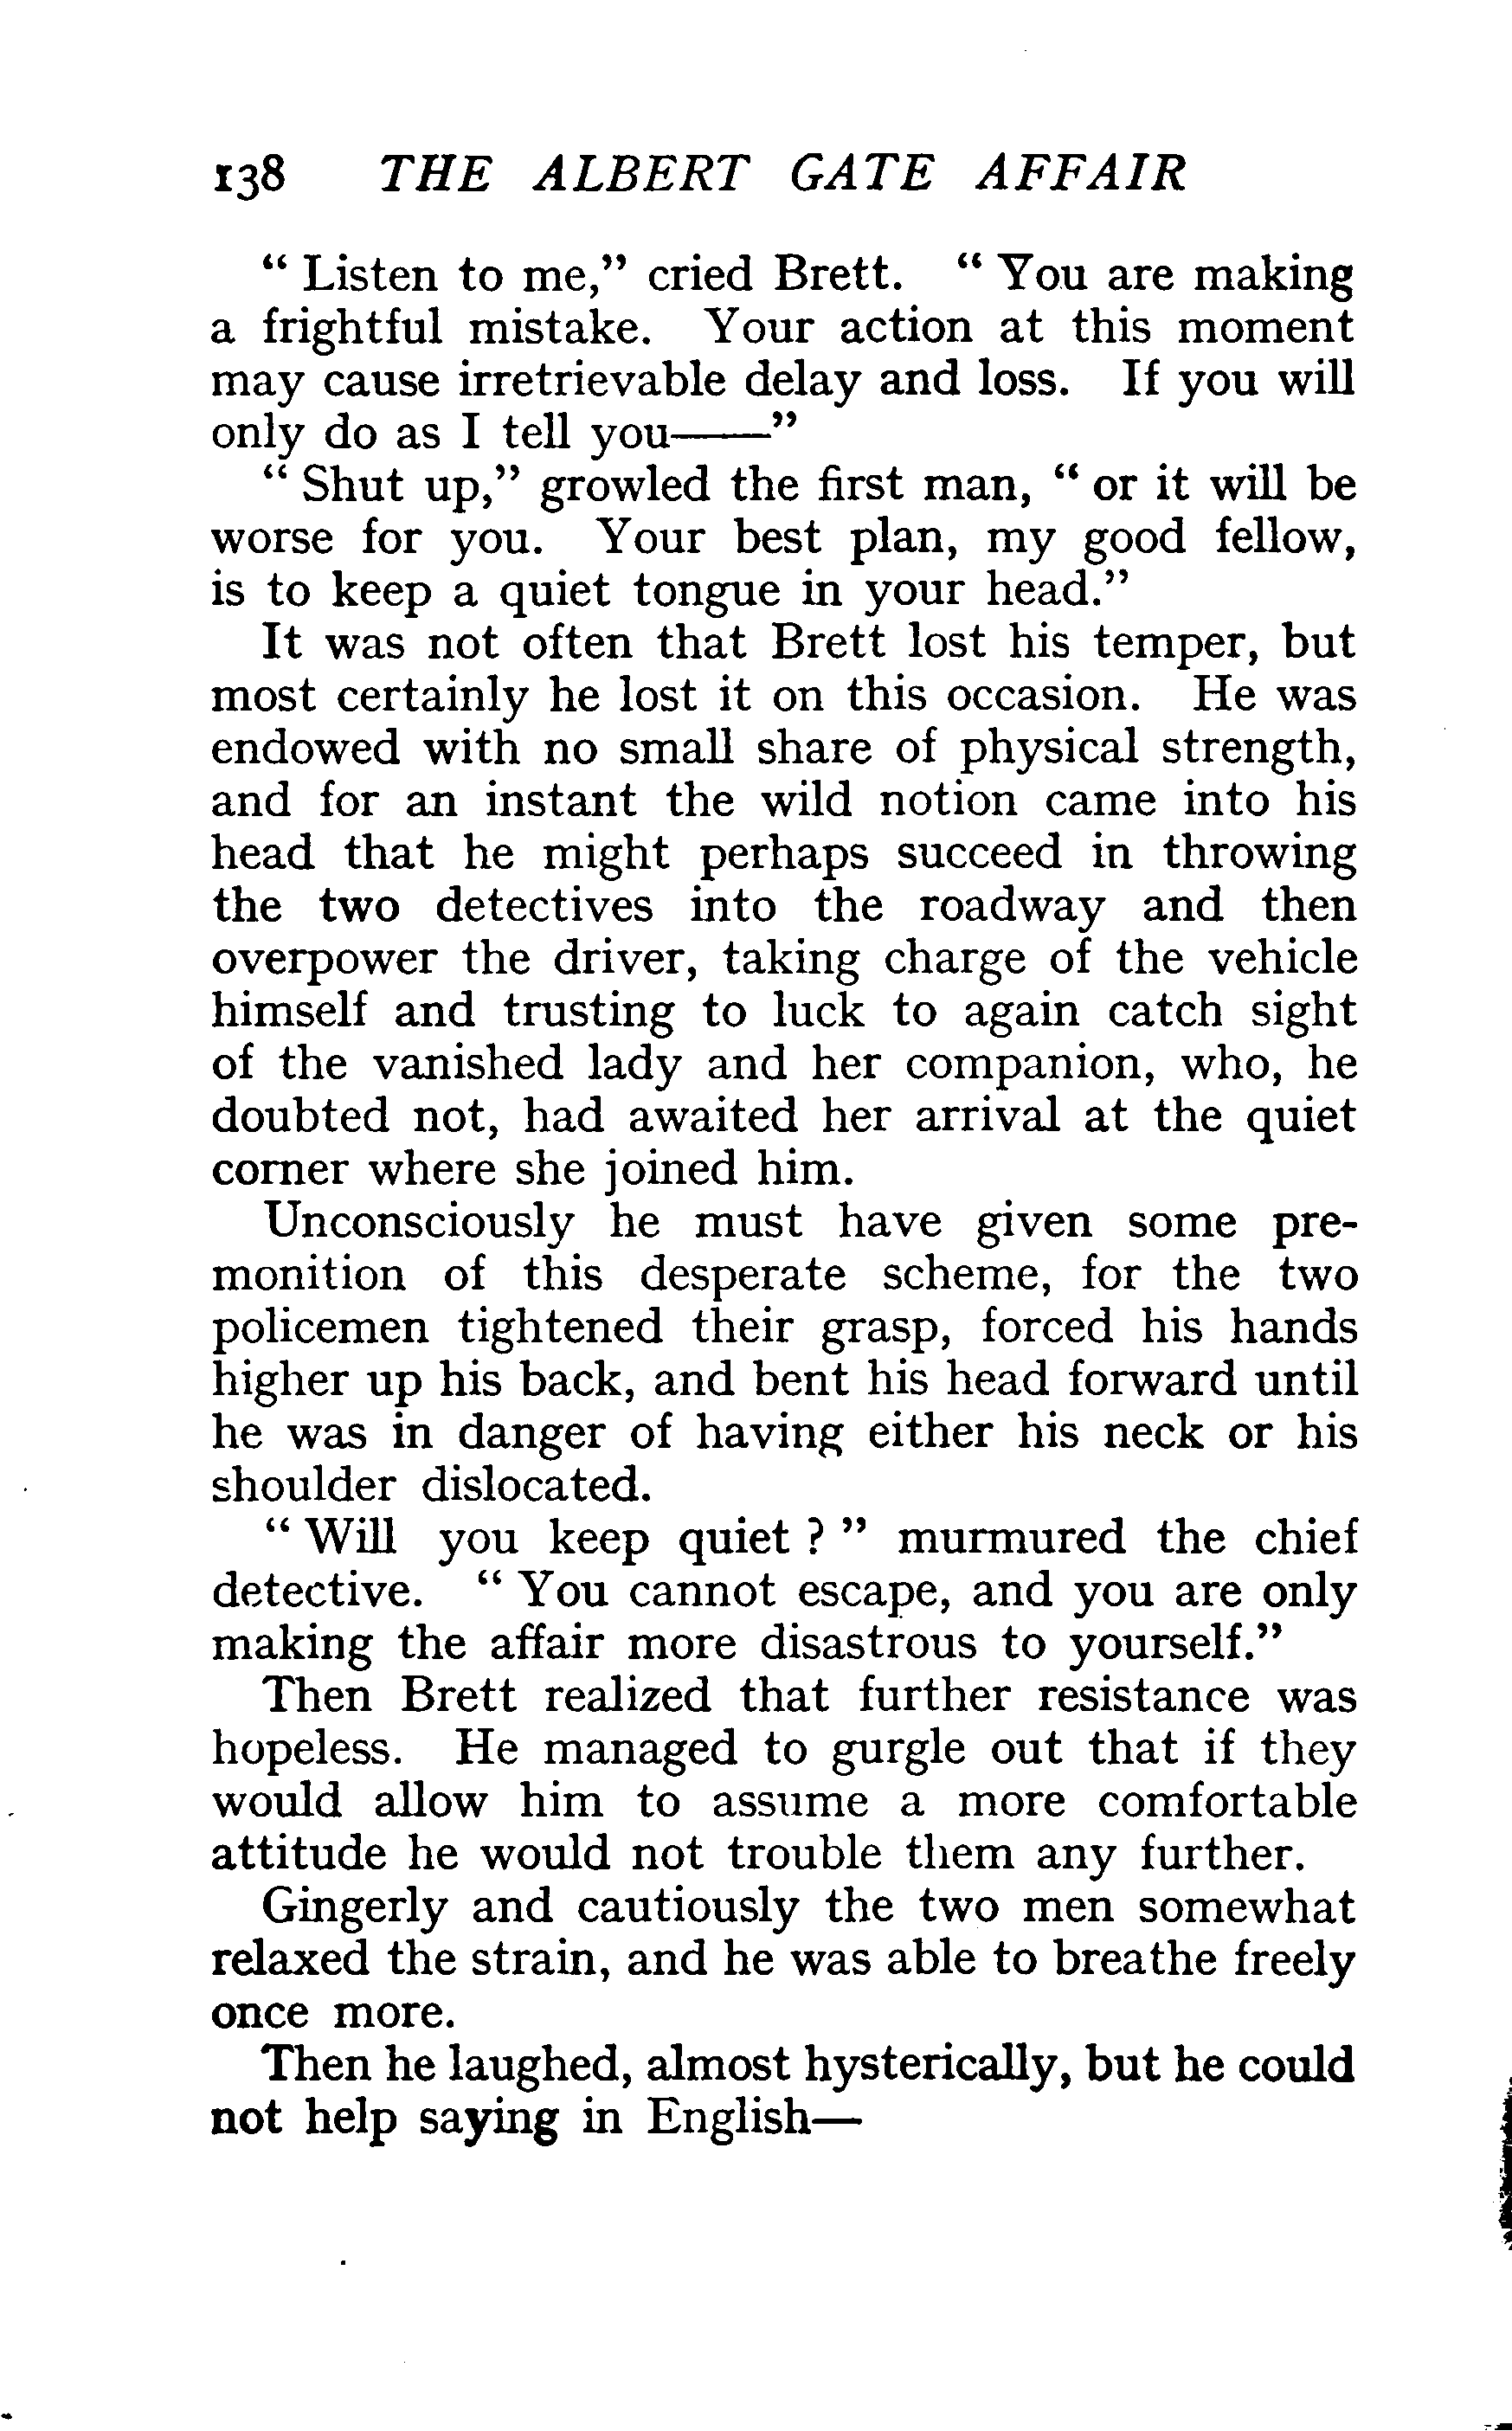 138 THE ALBERT GATE AFFAIR
“ Listen to me,” cried Brett. “ You are making
a frightful mistake. Your action at this moment
may cause irretrievable delay and loss. If you will
only do as I tell you——”
“ Shut up,” growled the first man, “ or it will be
worse for you. Your best plan, my good fellow,
is to keep a quiet tongue in your head.”
It was not often that Brett lost his temper, but
most certainly he lost it on this occasion. He was
endowed with no small share of physical strength,
and for an instant the wild notion came into his
head that he might perhaps succeed in throwing
the two detectives into the roadway and then
overpower the driver, taking charge of the vehicle
himself and trusting to luck to again catch sight
of the vanished lady and her companion, who, he
doubted not, had awaited her arrival at the quiet
corner where she joined him.
Unconsciously he must have given some pre-
monition of this desperate scheme, for the two
policemen tightened their grasp, forced his hands
higher up his back, and bent his head forward until
he was in danger of having either his neck or his
shoulder dislocated.
“ Will you keep quiet ? ” murmured the chief
detective. “ You cannot escape, and you are only
making the affair more disastrous to yourself.”
Then Brett realized that further resistance was
hopeless. He managed to gurgle out that if they
would allow him to assume a more comfortable
attitude he would not trouble them any further.
Gingerly and cautiously the two men somewhat
relaxed the strain, and he was able to breathe freely
once more.
Then he laughed, almost hysterically, but he could
not help saying in English—